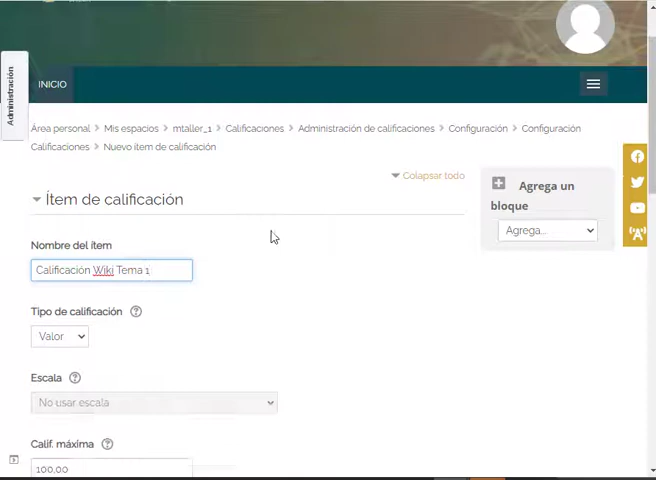 INICIO
Administración
Área personal > Mis espacios > mtaller_1 > Calificaciones > Administración de calificaciones > Configuración > Configuración
Calificaciones > Nuevo ítem de calificación
Colapsar todo
Ítem de calificación
Agrega un
bloque
Agrega...
Nombre del ítem
Calificación Wiki Tema 1
Tipo de calificación
Valor
Escala
No usar escala
Calif. máxima
100,00